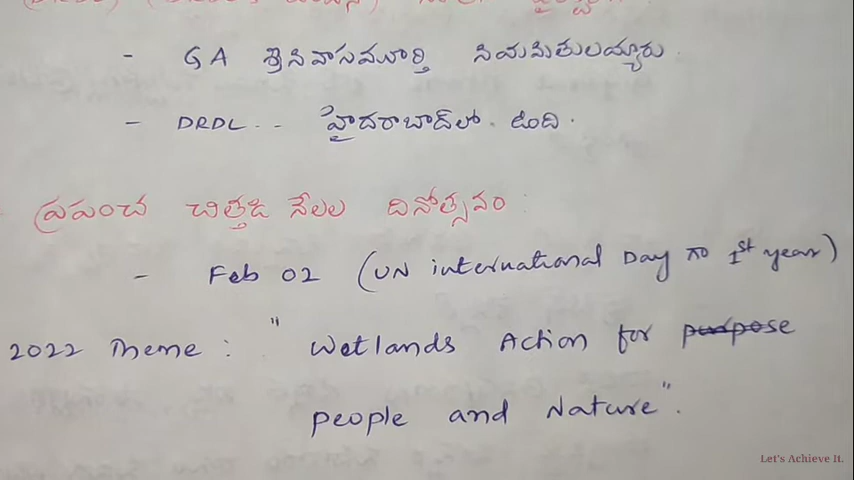 - GA శ్రీనివాసమూర్తి నియమితులయ్యారు.
- DRDL.. హైదరాబాద్‌లో. ఉంది.
ప్రపంచ చిత్తడి నేలల దినోత్సవం :
- Feb 02 (UN international Day గా 1st year)
2022 Theme : " Wetlands Action for purpose
people and Nature".
Let's Achieve It.